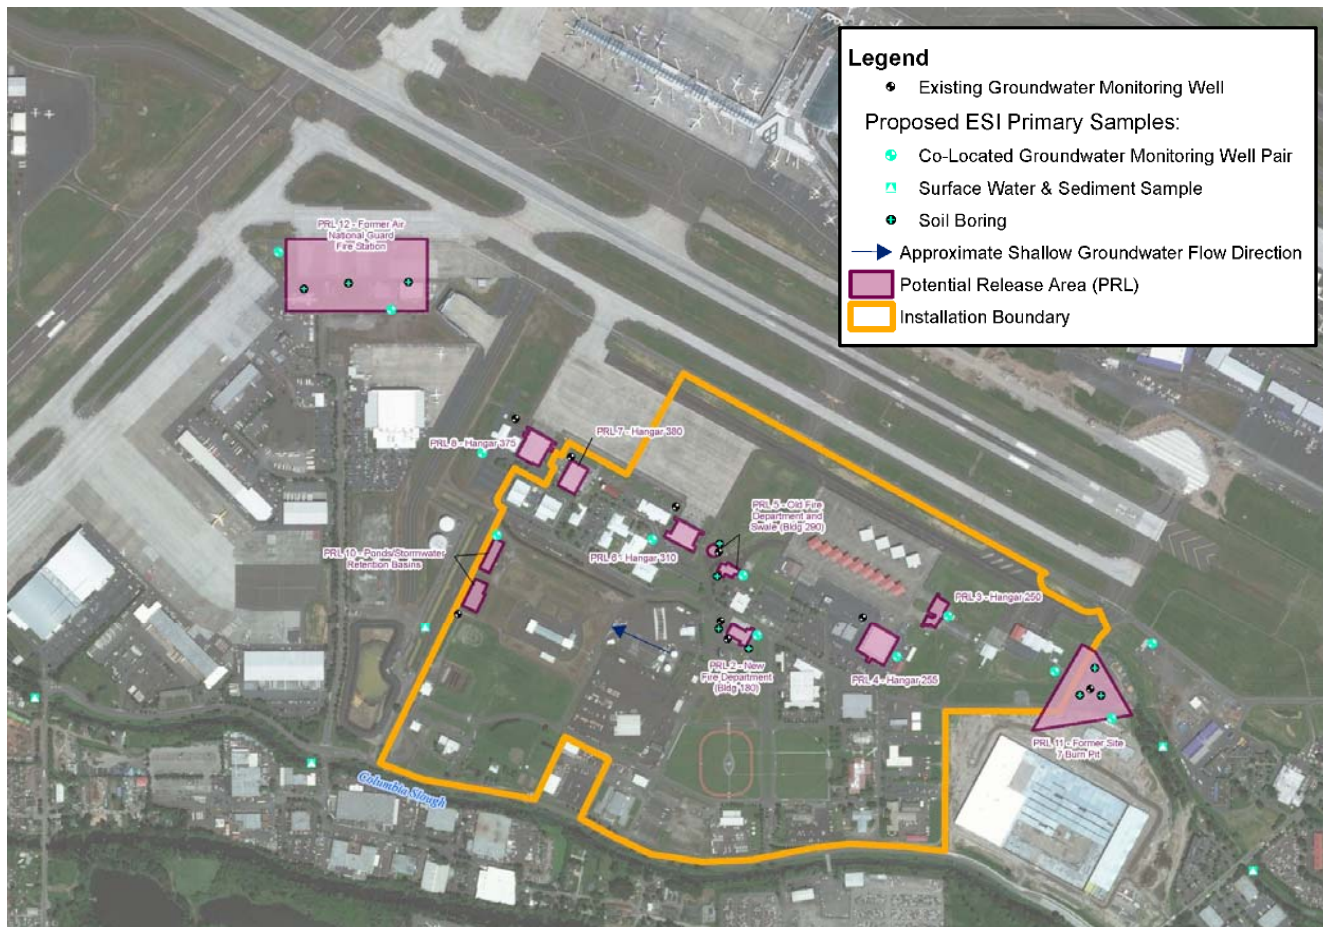 Legend
Existing Groundwater Monitoring Well
Proposed ESI Primary Samples:
Co-Located Groundwater Monitoring Well Pair
Surface Water & Sediment Sample
Soil Boring
Approximate Shallow Groundwater Flow Direction
Potential Release Area (PRL)
Installation Boundary
PRL 12 - Former Air
National Guard
Fire Station
PRL 8 - Hangar 375
PRL 7 - Hangar 380
PRL 5 - Old Fire
Department and
Swale (Bldg 290)
PRL 10 - Ponds/Stormwater
Retention Basins
PRL 6 - Hangar 310
PRL 3 - Hangar 250
PRL 2 - New
Fire Department
(Bldg 180)
PRL 4 - Hangar 255
PRL 11 - Former Site
7 Burn Pit
Columbia Slough